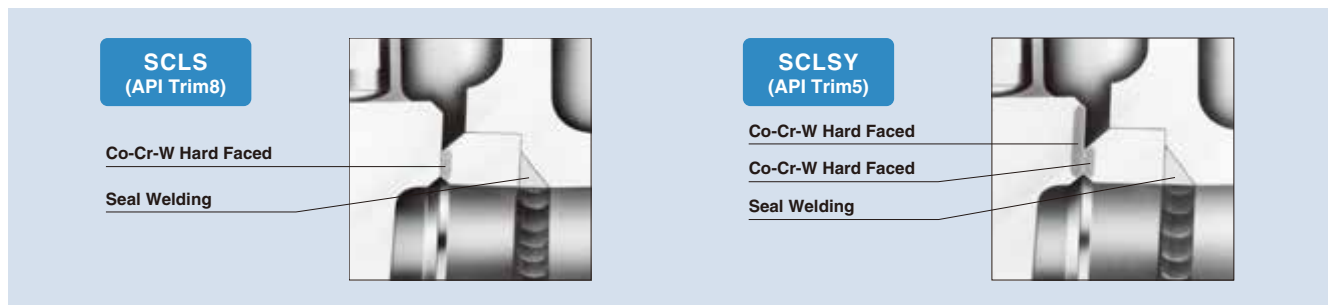 SCLS
(API Trim8)
Co-Cr-W Hard Faced
Seal Welding
SCLSY
(API Trim5)
Co-Cr-W Hard Faced
Co-Cr-W Hard Faced
Seal Welding